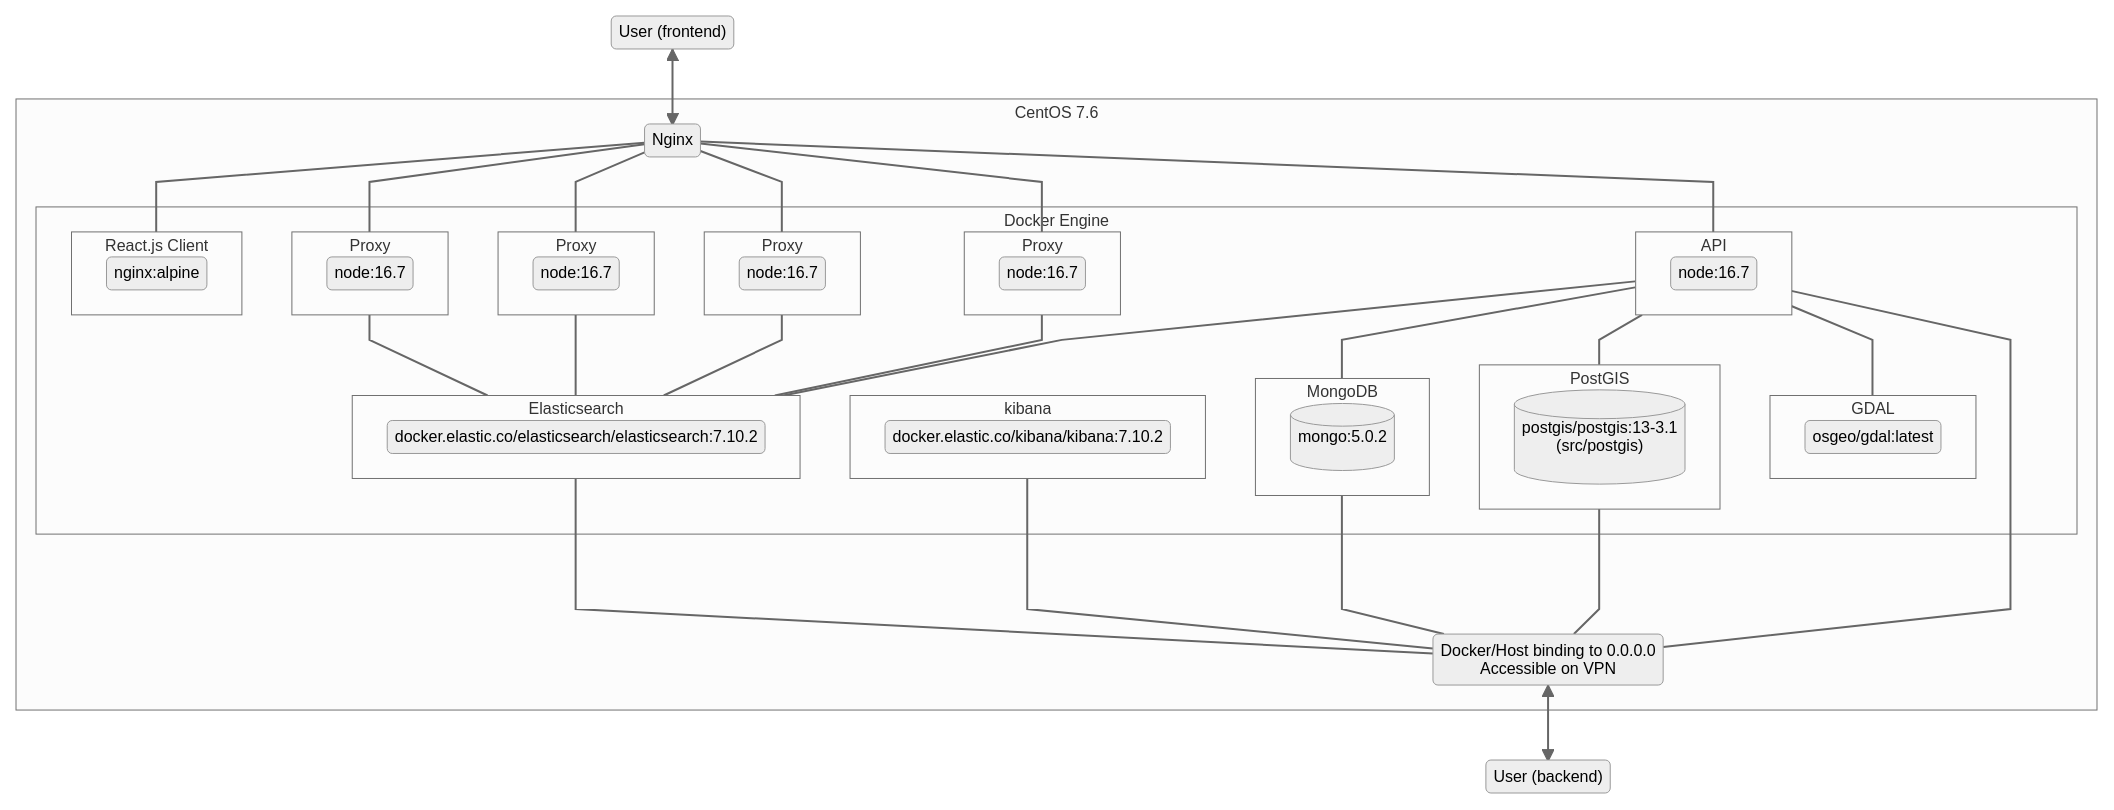 User (frontend)
CentOS 7.6
Nginx
Docker Engine
React.js Client
nginx:alpine
Proxy
node:16.7
Proxy
node:16.7
Proxy
node:16.7
Proxy
node:16.7
API
node:16.7
Elasticsearch
docker.elastic.co/elasticsearch/elasticsearch:7.10.2
kibana
docker.elastic.co/kibana/kibana:7.10.2
MongoDB
mongo:5.0.2
PostGIS
postgis/postgis:13-3.1
(src/postgis)
GDAL
osgeo/gdal:latest
Docker/Host binding to 0.0.0.0
Accessible on VPN
User (backend)